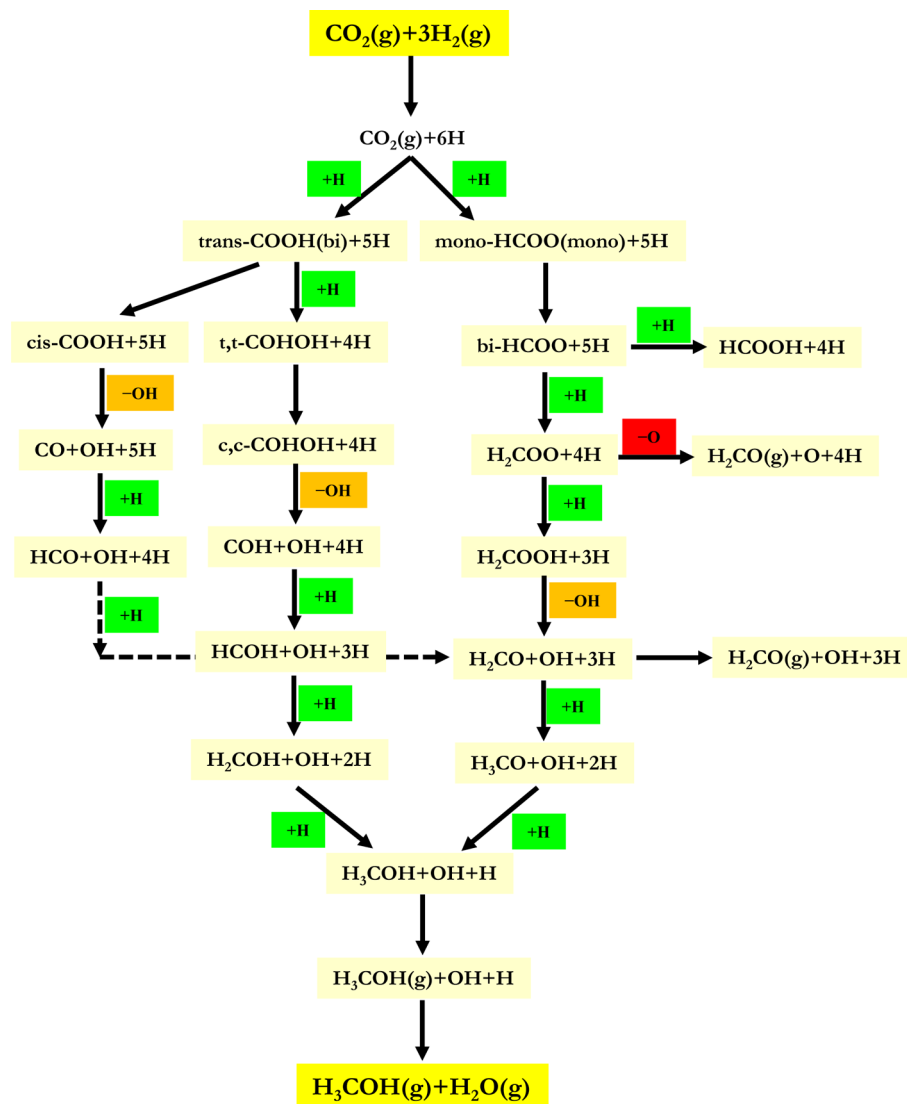 CO₂(g)+3H₂(g)
CO₂(g)+6H
+H
+H
trans-COOH(bi)+5H
mono-HCOO(mono)+5H
+H
+H
cis-COOH+5H
t,t-COHOH+4H
bi-HCOO+5H
HCOOH+4H
−OH
+H
−O
CO+OH+5H
c,c-COHOH+4H
H₂COO+4H
H₂CO(g)+O+4H
+H
−OH
+H
HCO+OH+4H
COH+OH+4H
H₂COOH+3H
+H
+H
−OH
HCOH+OH+3H
H₂CO+OH+3H
H₂CO(g)+OH+3H
+H
+H
H₂COH+OH+2H
H₃CO+OH+2H
+H
+H
H₃COH+OH+H
H₃COH(g)+OH+H
H₃COH(g)+H₂O(g)